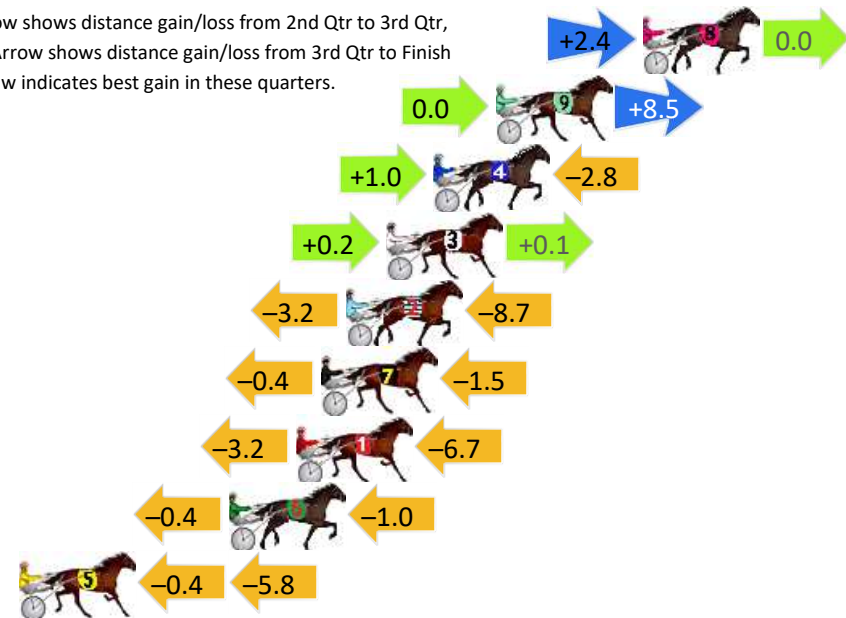 ow shows distance gain/loss from 2nd Qtr to 3rd Qtr,
Arrow shows distance gain/loss from 3rd Qtr to Finish
w indicates best gain in these quarters.
+2.4 8 0.0
0.0 9 +8.5
+1.0 4 –2.8
+0.2 3 +0.1
–3.2 –8.7
–0.4 7 –1.5
–3.2 1 –6.7
–0.4 –1.0
5 –0.4 –5.8